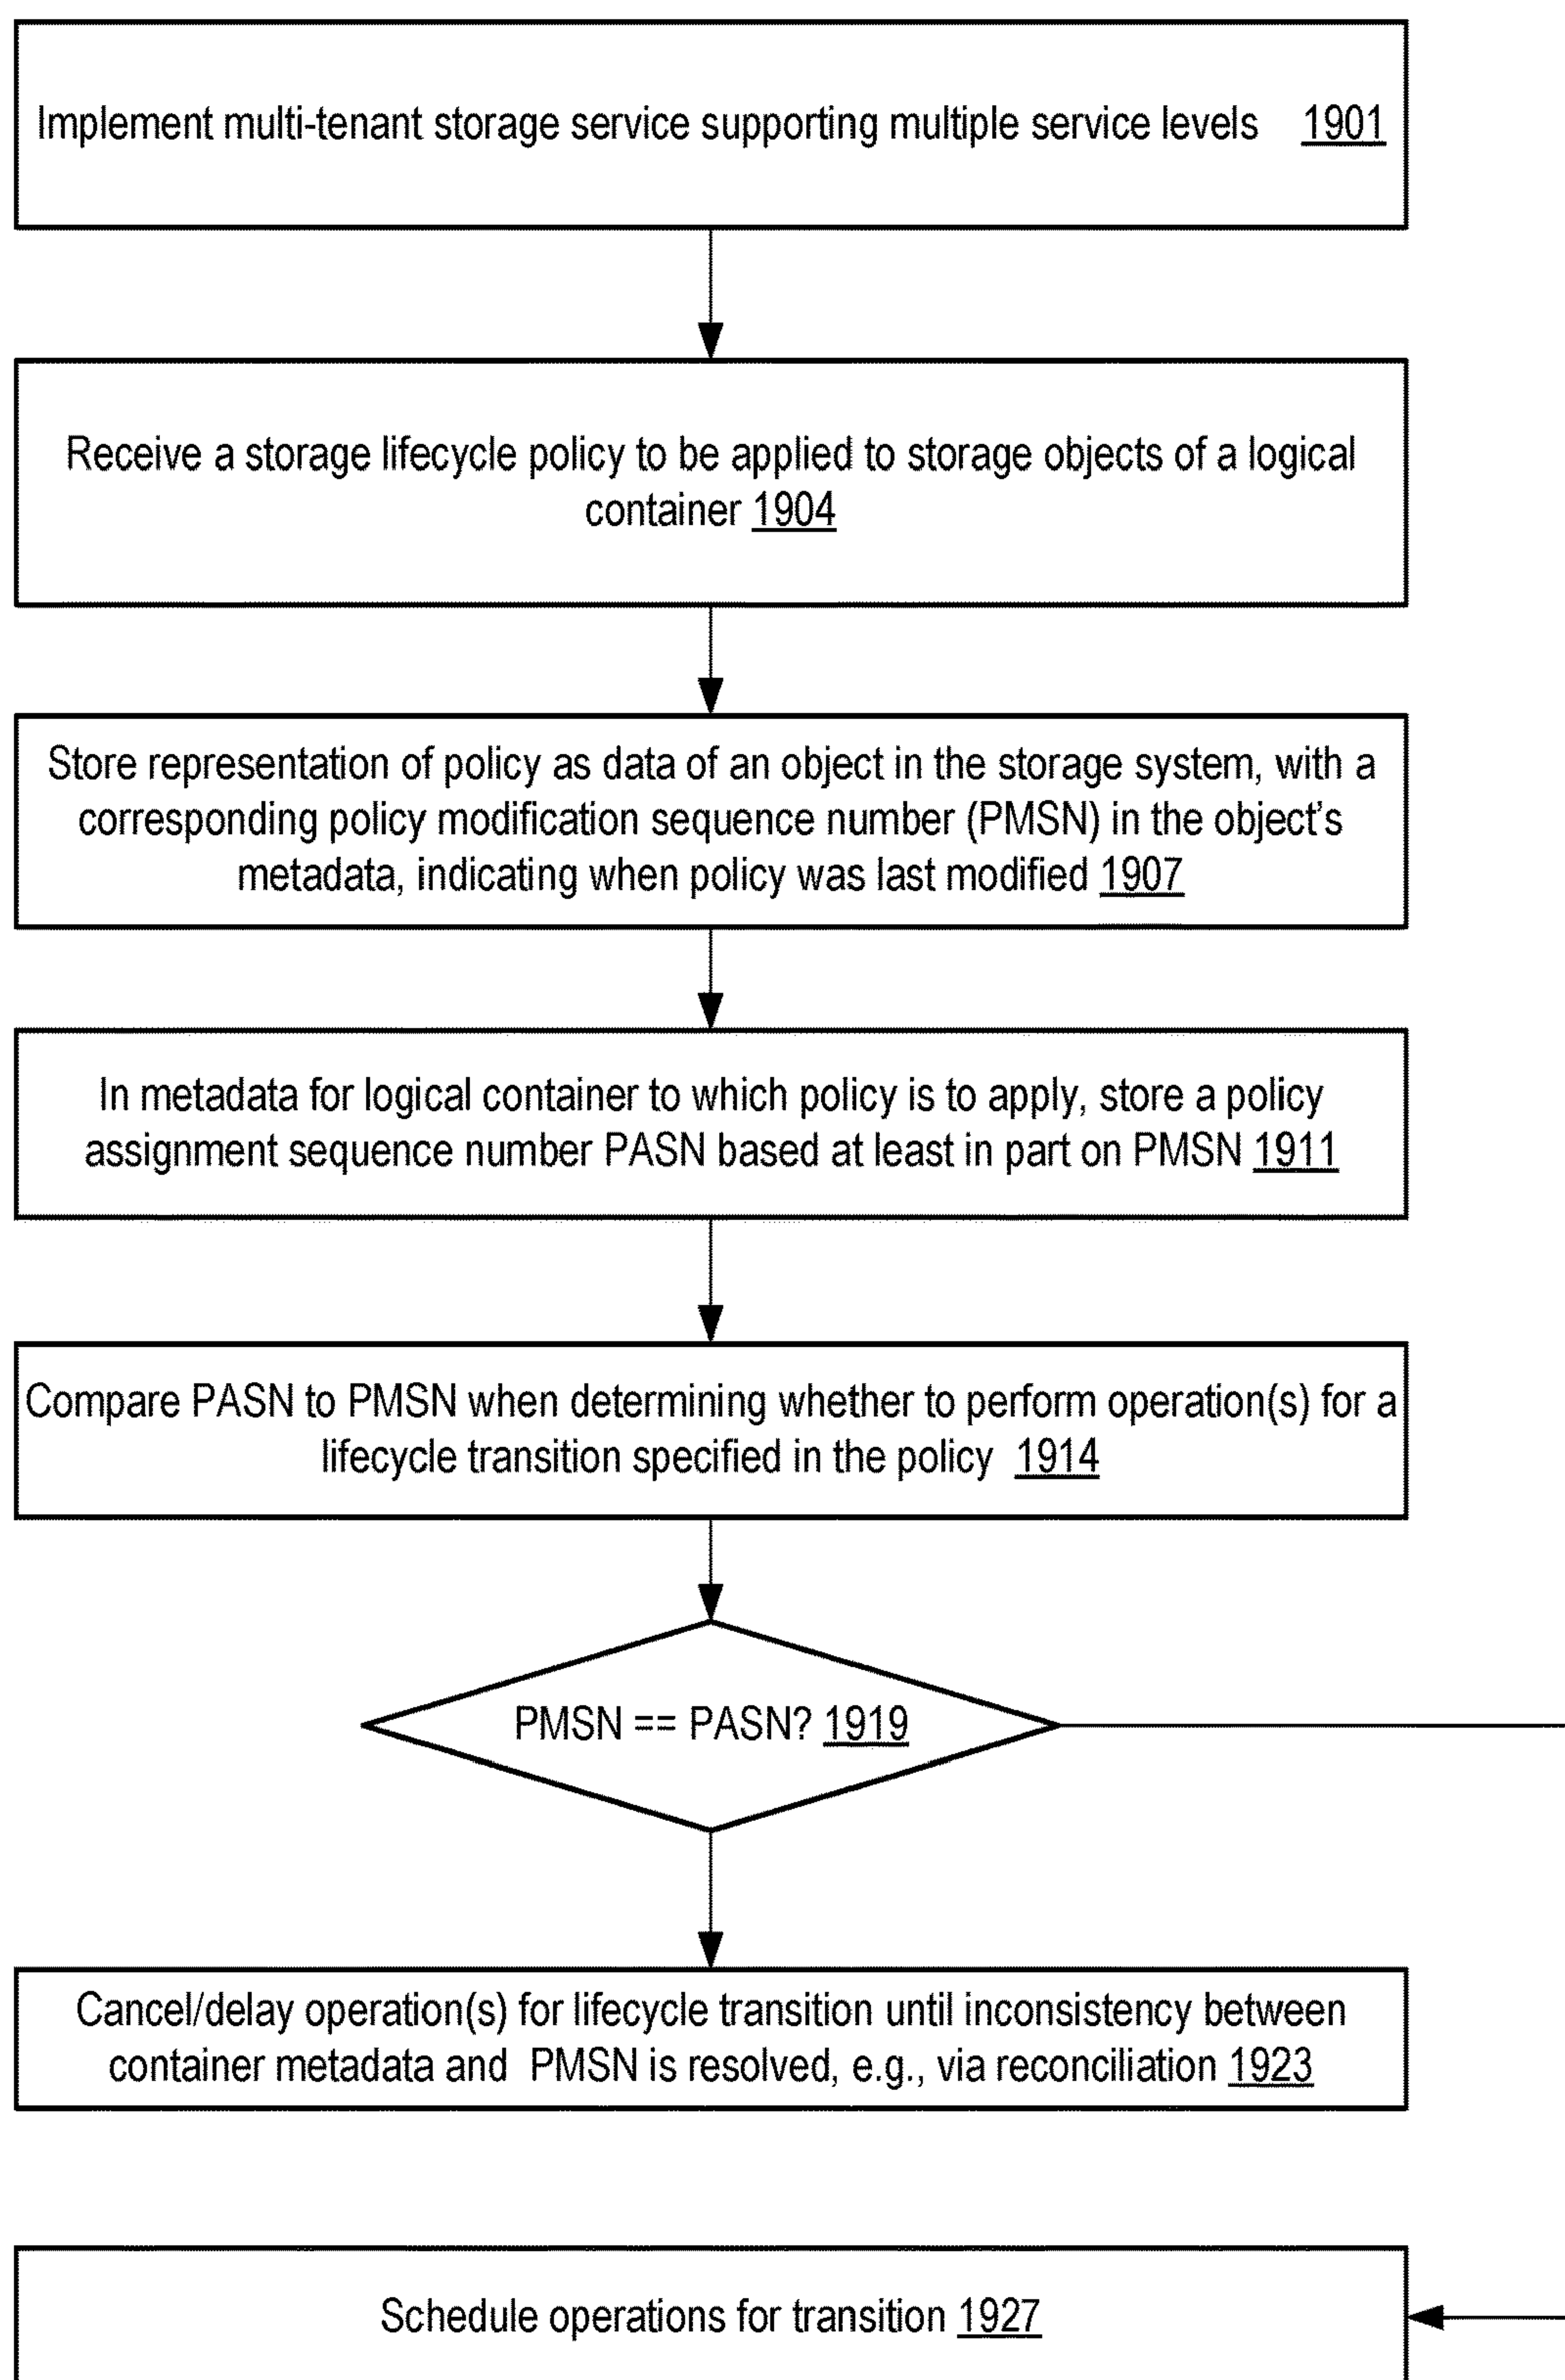 Implement multi-tenant storage service supporting multiple service levels 1901
Receive a storage lifecycle policy to be applied to storage objects of a logical
container 1904
Store representation of policy as data of an object in the storage system, with a
corresponding policy modification sequence number (PMSN) in the object's
metadata, indicating when policy was last modified 1907
In metadata for logical container to which policy is to apply, store a policy
assignment sequence number PASN based at least in part on PMSN 1911
Compare PASN to PMSN when determining whether to perform operation(s) for a
lifecycle transition specified in the policy 1914
PMSN == PASN? 1919
Cancel/delay operation(s) for lifecycle transition until inconsistency between
container metadata and PMSN is resolved, e.g., via reconciliation 1923
Schedule operations for transition 1927